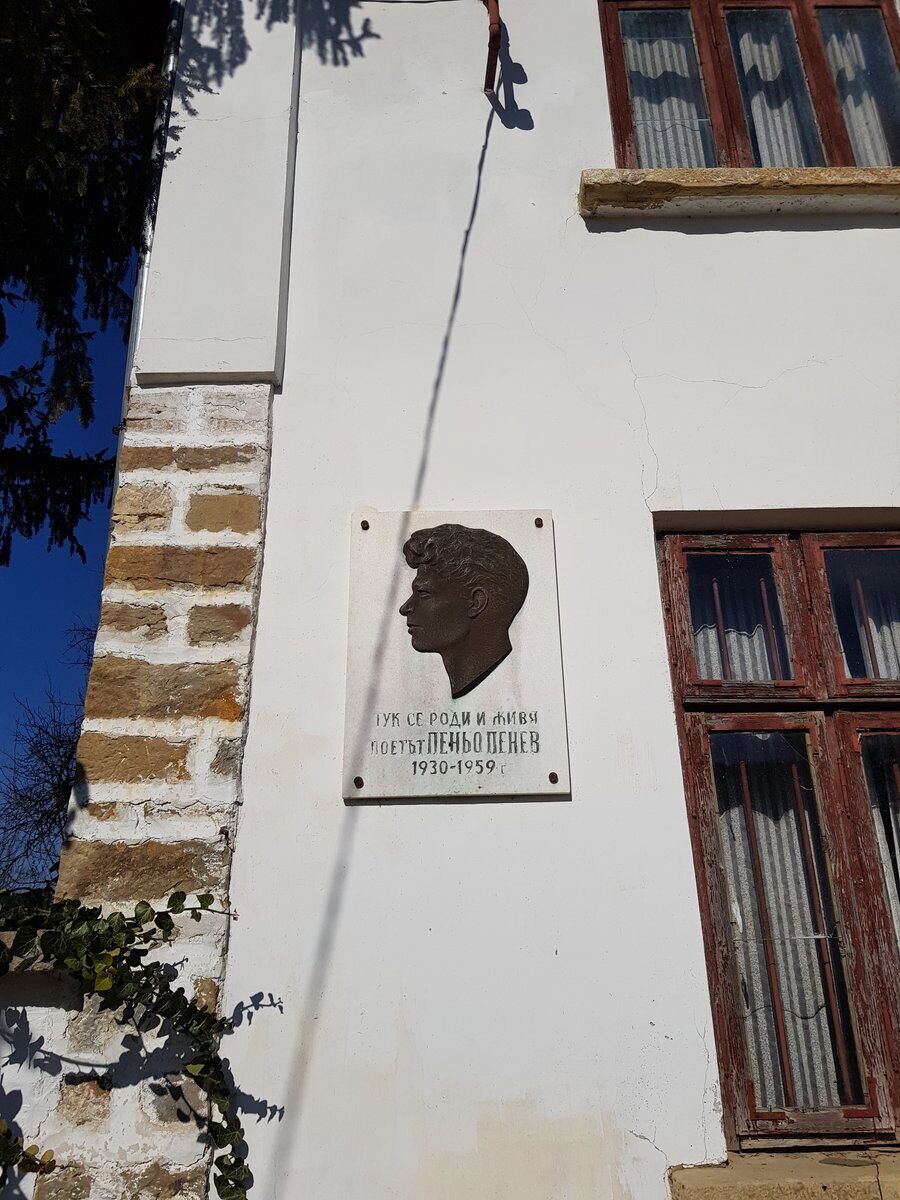 ТУК СЕ РОДИ И ЖИВЯ
ПОЕТЪТ ПЕНЬО ПЕНЕВ
1930-1959 г